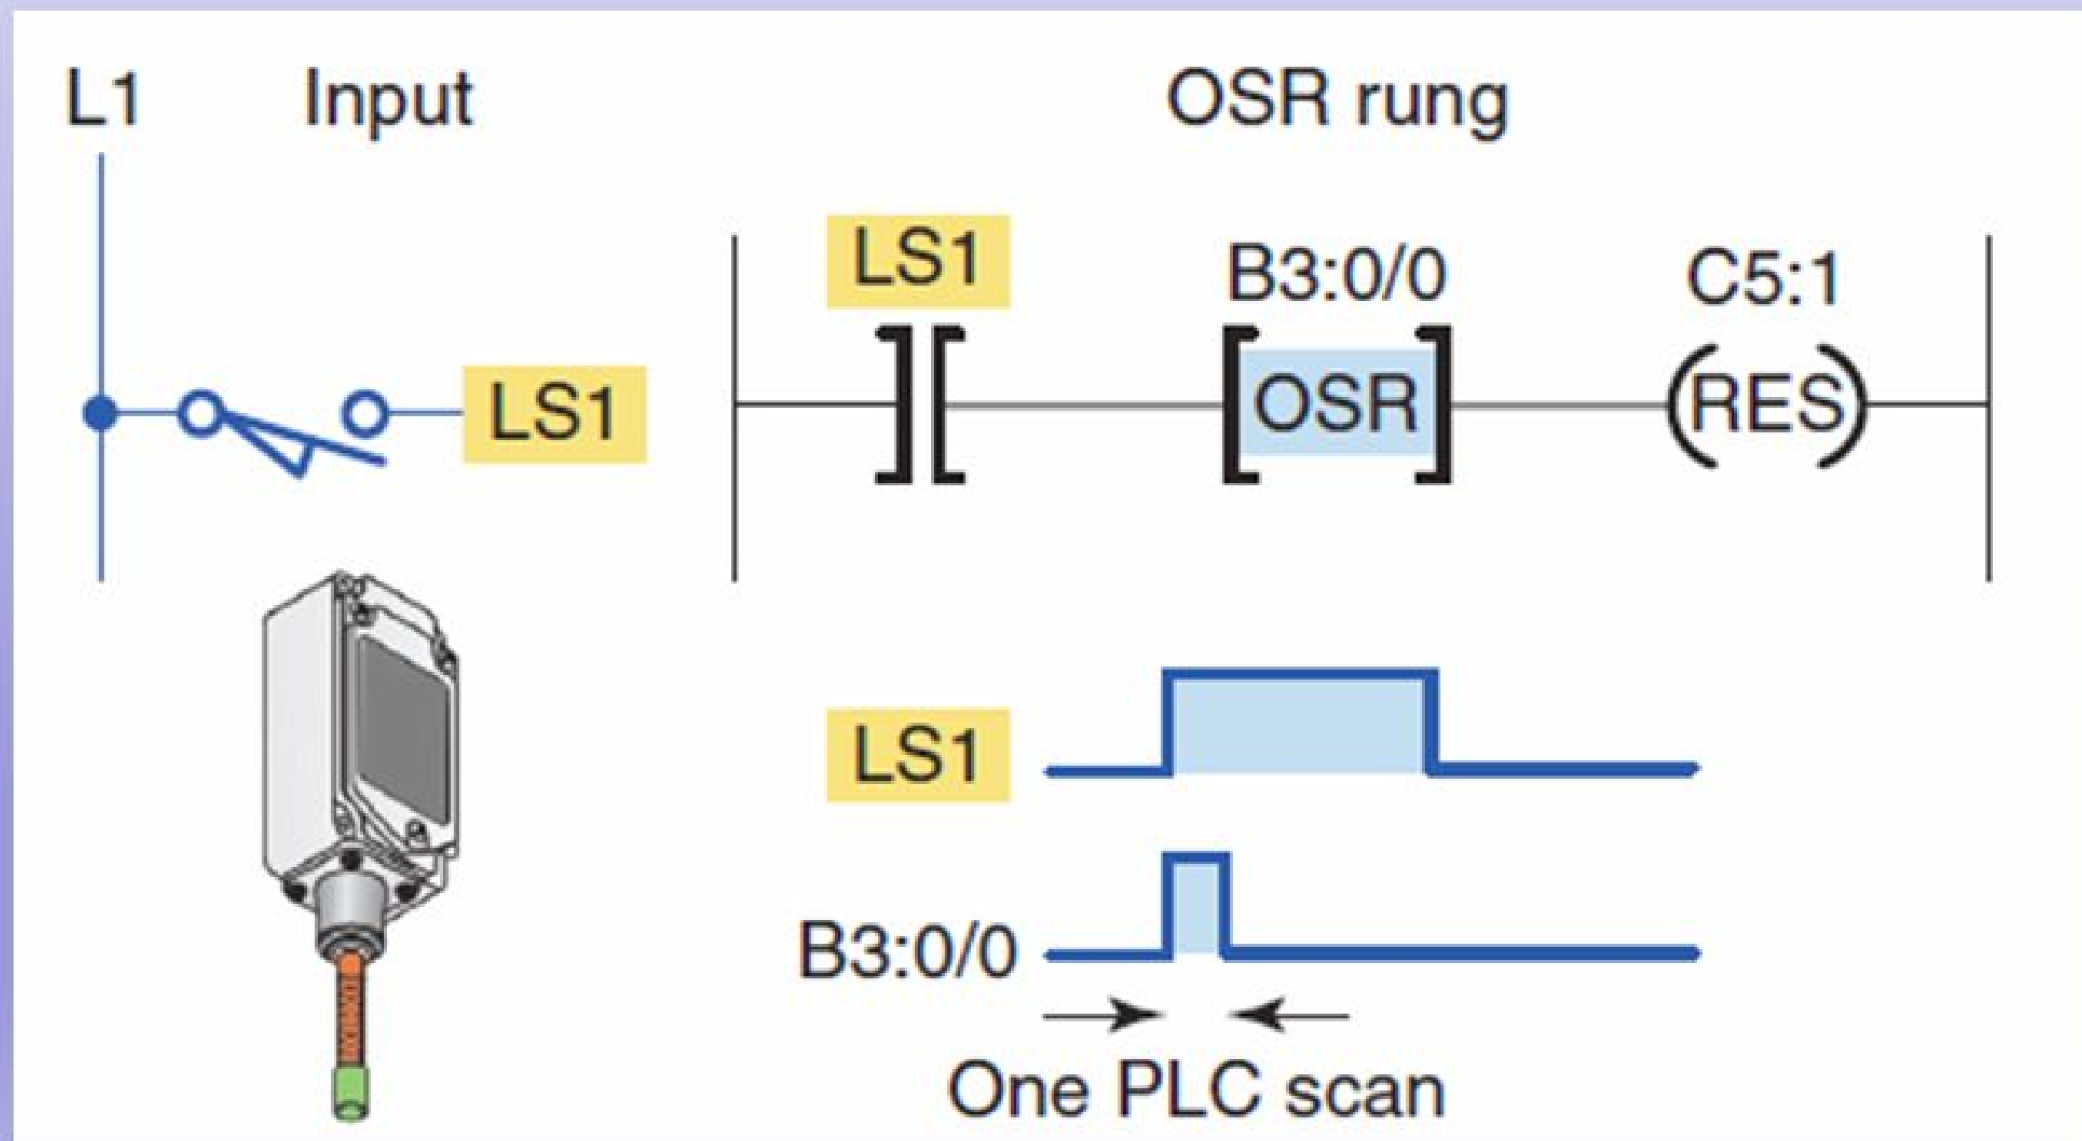 L1 Input OSR rung
LS1
B3:0/0
C5:1
LS1
OSR
RES
LS1
B3:0/0
One PLC scan